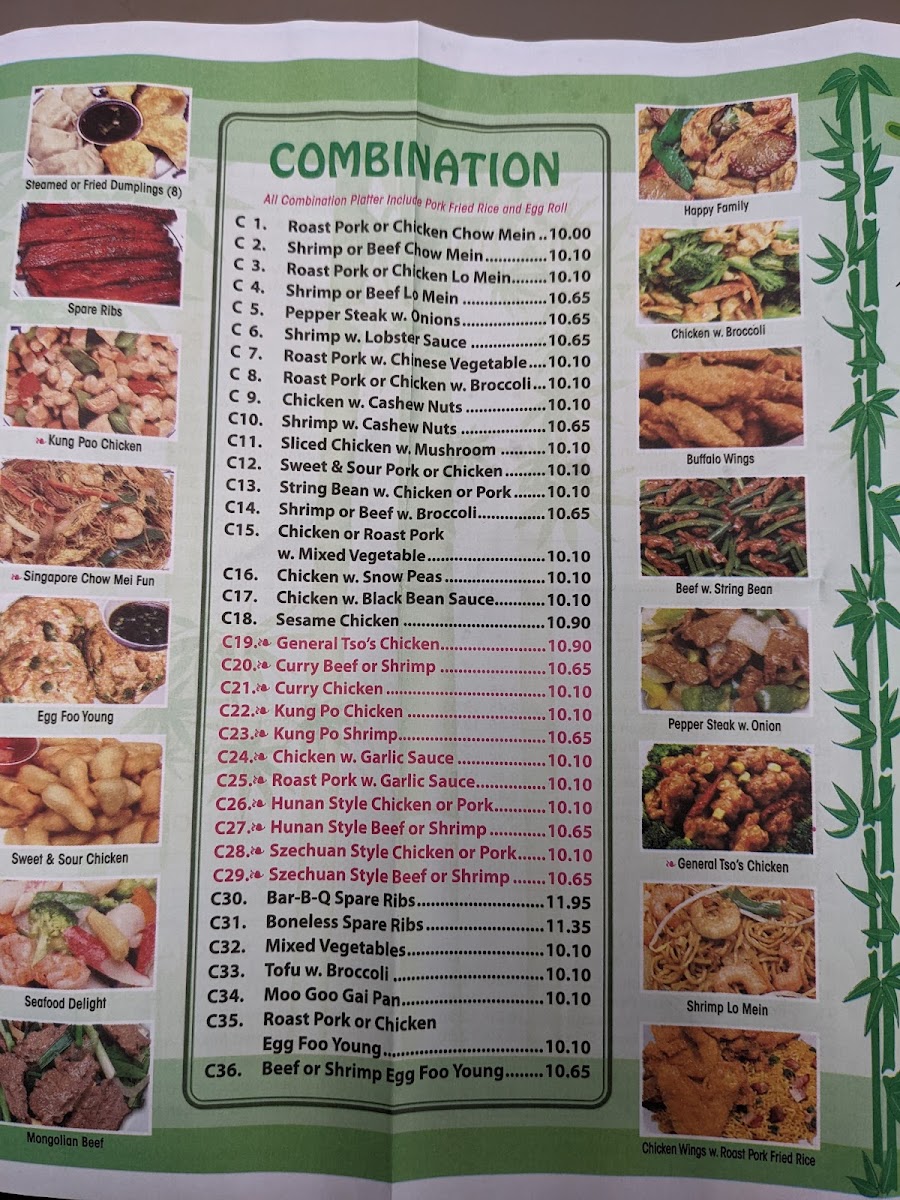 COMBINATION
All Combination Platter Include Pork Fried Rice and Egg Roll
C 1. Roast Pork or Chicken Chow Mein..10.00
C 2. Shrimp or Beef Chow Mein.............10.10
C 3. Roast Pork or Chicken Lo Mein........10.10
C 4. Shrimp or Beef Lo Mein .................10.65
C 5. Pepper Steak w. Onions..................10.65
C 6. Shrimp w. Lobster Sauce ...............10.65
C 7. Roast Pork w. Chinese Vegetable....10.10
C 8. Roast Pork or Chicken w. Broccoli...10.10
C 9. Chicken w. Cashew Nuts .................10.10
C10. Shrimp w. Cashew Nuts ..................10.65
C11. Sliced Chicken w. Mushroom ..........10.10
C12. Sweet & Sour Pork or Chicken.........10.10
C13. String Bean w. Chicken or Pork.......10.10
C14. Shrimp or Beef w. Broccoli..............10.65
C15. Chicken or Roast Pork
w. Mixed Vegetable.........................10.10
C16. Chicken w. Snow Peas .....................10.10
C17. Chicken w. Black Bean Sauce...........10.10
C18. Sesame Chicken .............................10.90
C19. General Tso's Chicken......................10.90
C20. Curry Beef or Shrimp ......................10.65
C21. Curry Chicken .................................10.10
C22. Kung Po Chicken .............................10.10
C23. Kung Po Shrimp...............................10.65
C24. Chicken w. Garlic Sauce ..................10.10
C25. Roast Pork w. Garlic Sauce..............10.10
C26. Hunan Style Chicken or Pork...........10.10
C27. Hunan Style Beef or Shrimp ............10.65
C28. Szechuan Style Chicken or Pork......10.10
C29. Szechuan Style Beef or Shrimp .......10.65
C30. Bar-B-Q Spare Ribs..........................11.95
C31. Boneless Spare Ribs ........................11.35
C32. Mixed Vegetables............................10.10
C33. Tofu w. Broccoli ..............................10.10
C34. Moo Goo Gai Pan.............................10.10
C35. Roast Pork or Chicken
Egg Foo Young.................................10.10
C36. Beef or Shrimp Egg Foo Young........10.65
Steamed or Fried Dumplings (8)
Spare Ribs
Kung Pao Chicken
Singapore Chow Mei Fun
Egg Foo Young
Sweet & Sour Chicken
Seafood Delight
Mongolian Beef
Happy Family
Chicken w. Broccoli
Buffalo Wings
Beef w. String Bean
Pepper Steak w. Onion
General Tso's Chicken
Shrimp Lo Mein
Chicken Wings w. Roast Pork Fried Rice